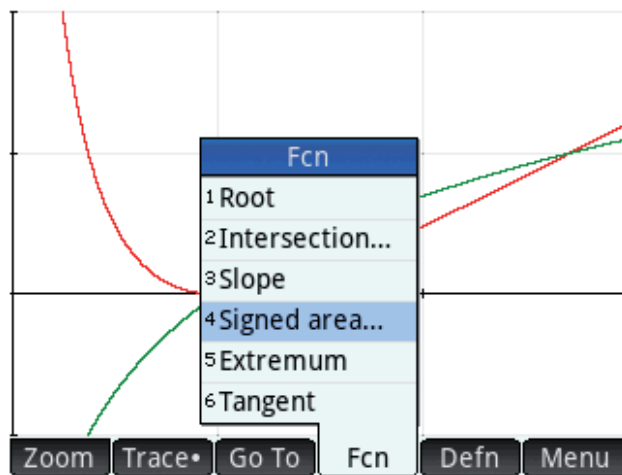 Fcn
1 Root
2 Intersection...
3 Slope
4 Signed area...
5 Extremum
6 Tangent
Zoom Trace• Go To Fcn Defn Menu